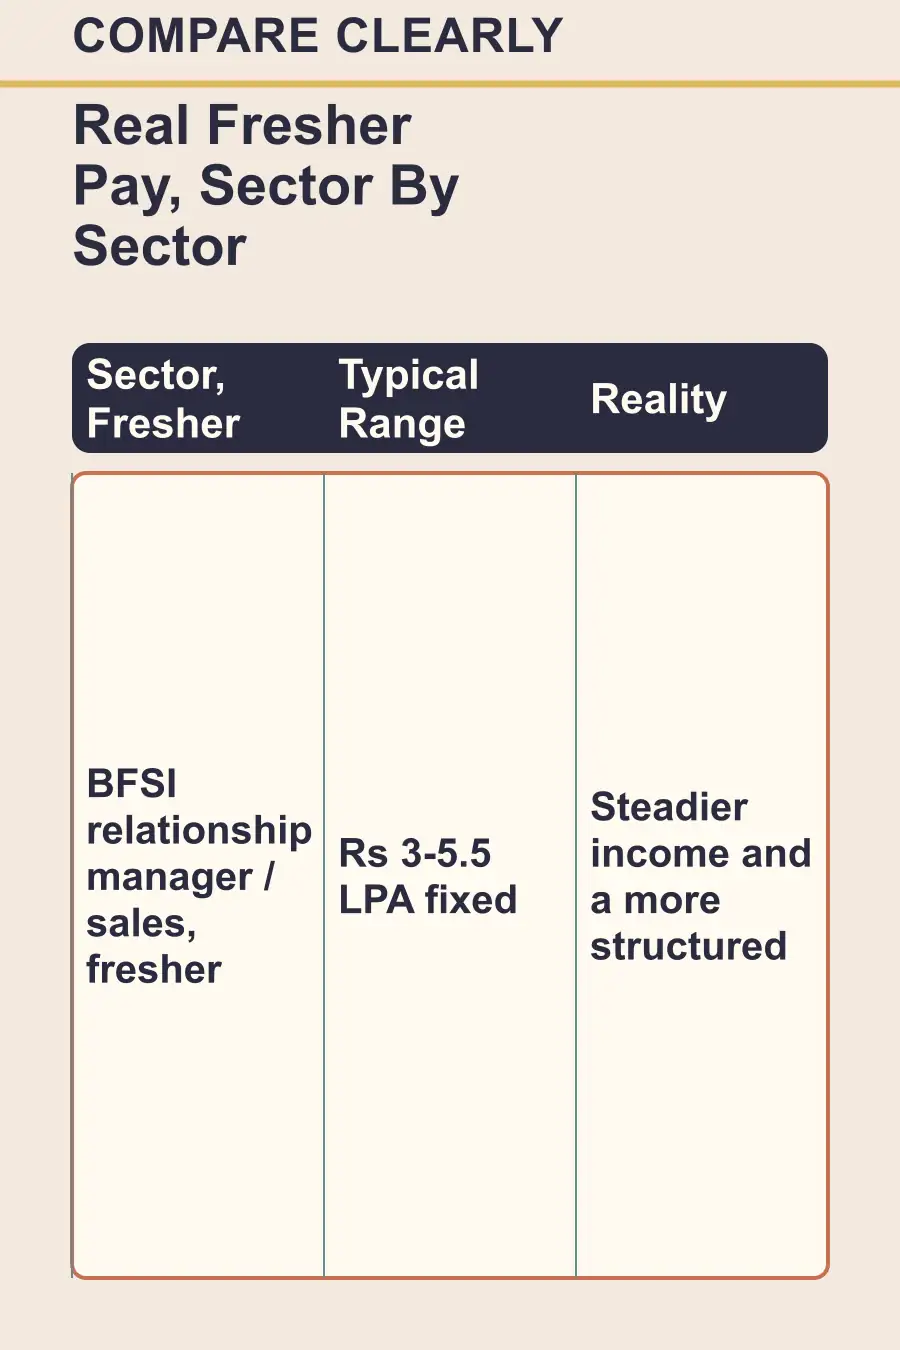 COMPARE CLEARLY
Real Fresher
Pay, Sector By
Sector
Sector,
Fresher
Typical
Range
Reality
BFSI
relationship
manager /
sales,
fresher
Rs 3-5.5
LPA fixed
Steadier
income and
a more
structured